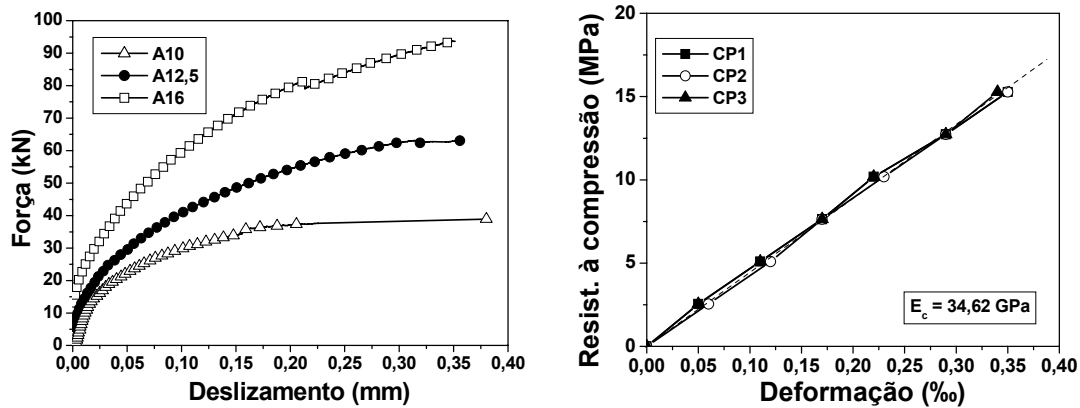 100
90
80
70
60
50
40
30
20
10
0
Força (kN)
A10
A12,5
A16
0,00 0,05 0,10 0,15 0,20 0,25 0,30 0,35 0,40
Deslizamento (mm)
20
15
10
5
0
Resist. à compressão (MPa)
CP1
CP2
CP3
E_c = 34,62 GPa
0,00 0,05 0,10 0,15 0,20 0,25 0,30 0,35 0,40
Deformação (‰)